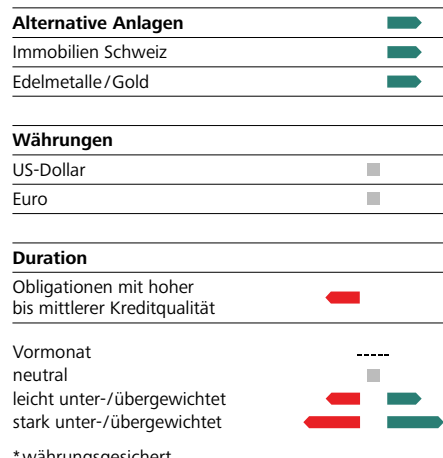 Alternative Anlagen
Immobilien Schweiz
Edelmetalle/Gold
Währungen
US-Dollar
Euro
Duration
Obligationen mit hoher
bis mittlerer Kreditqualität
Vormonat
neutral
leicht unter-/übergewichtet
stark unter-/übergewichtet
*währungsgesichert